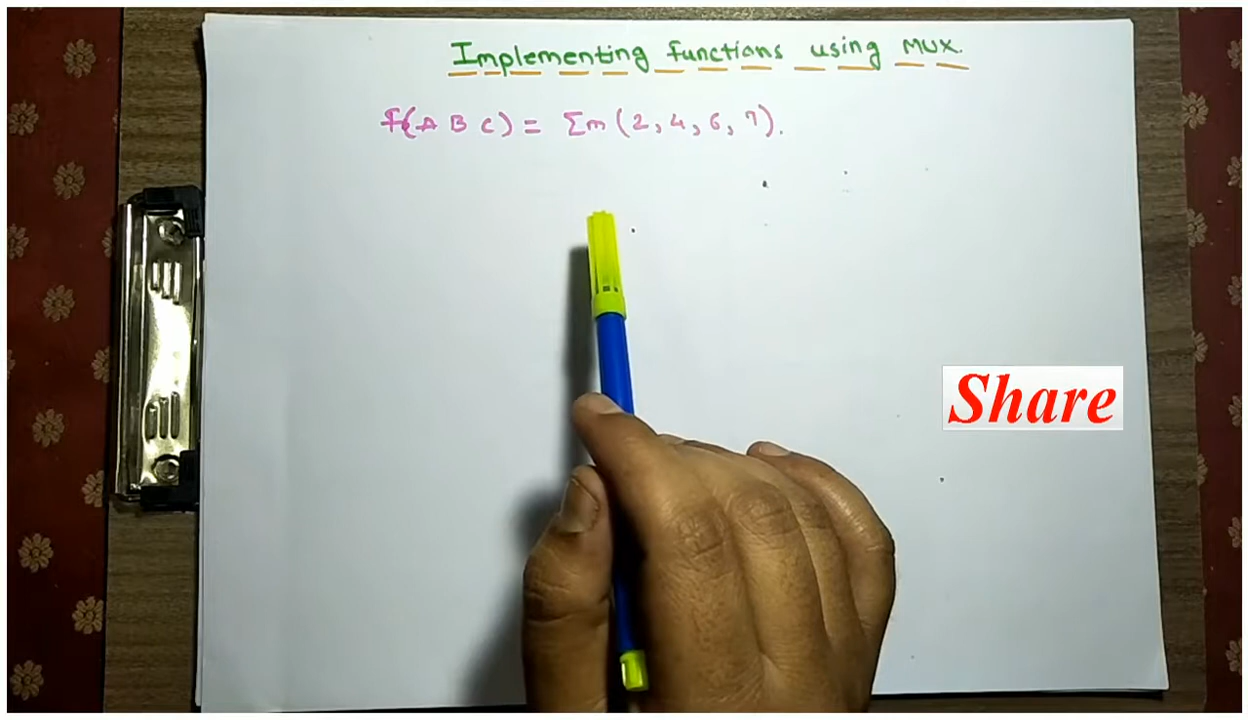 Implementing functions using MUX.
f(A B C) = Σm (2, 4, 6, 7).
Share